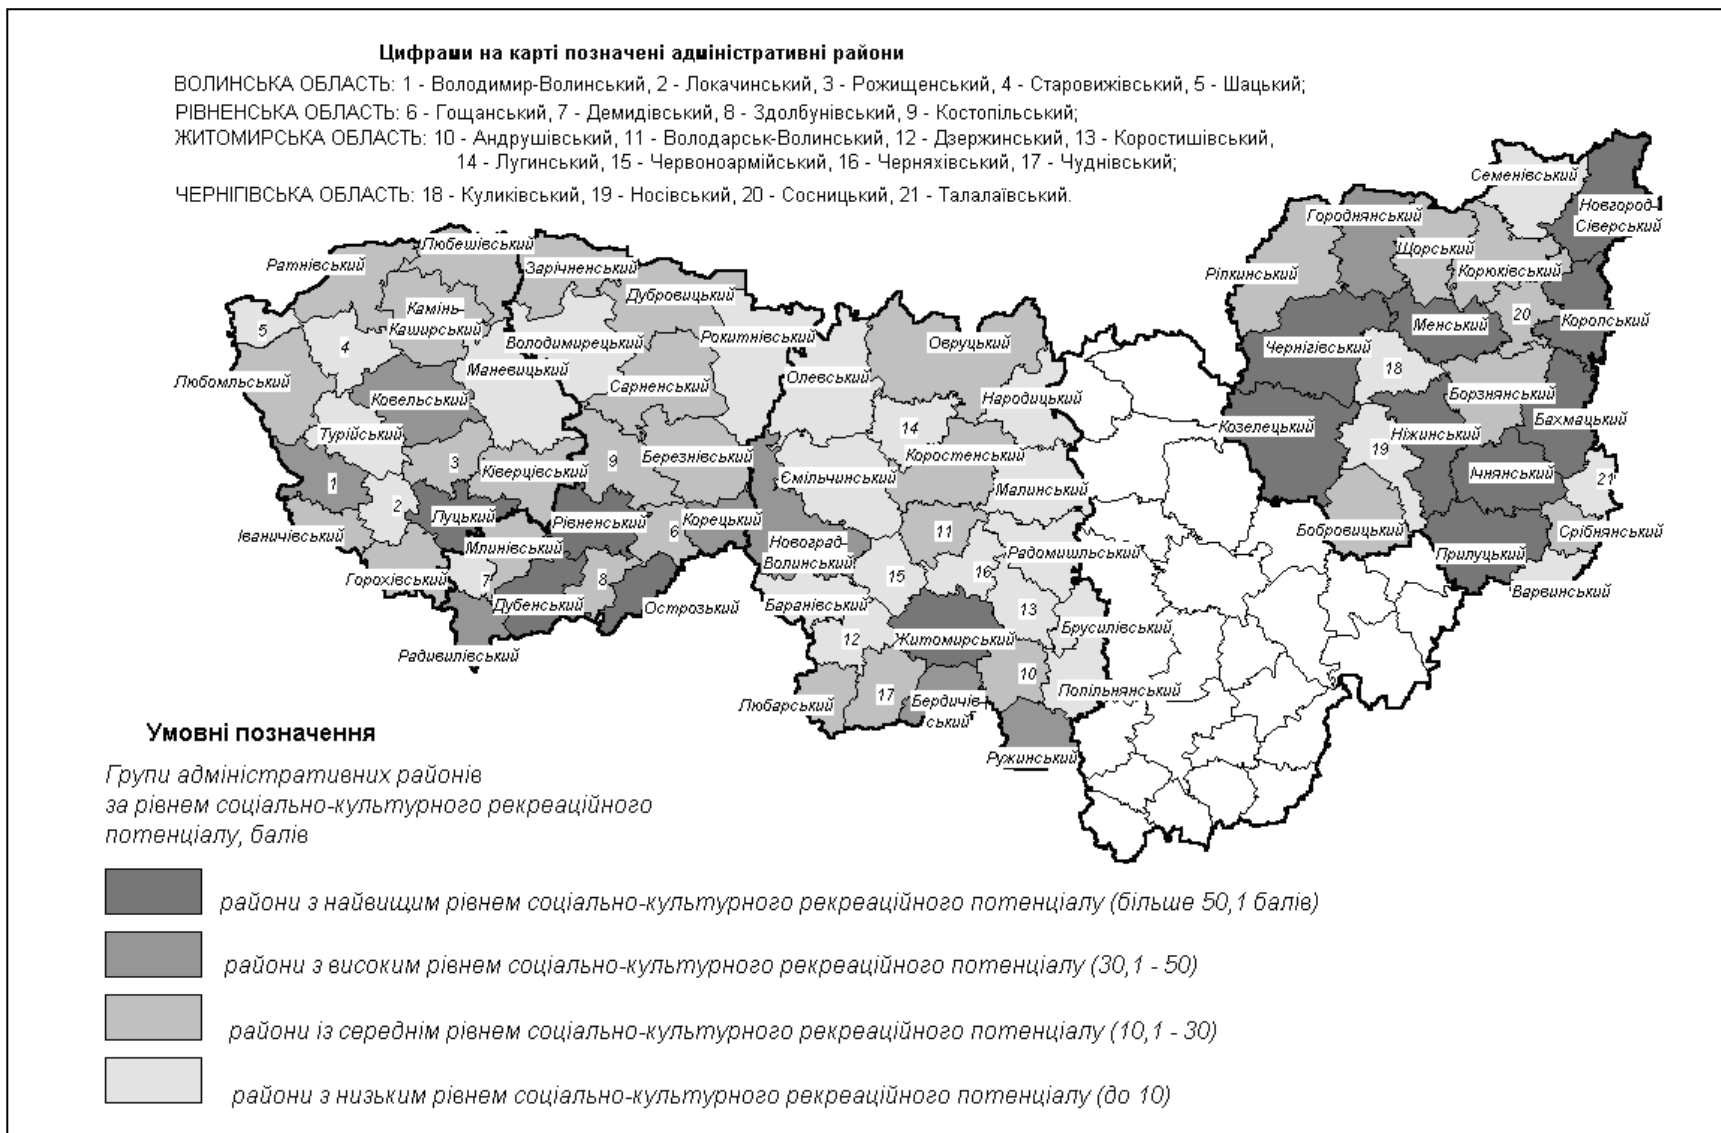 Цифрами на карті позначені адміністративні райони
ВОЛИНСЬКА ОБЛАСТЬ: 1 - Володимир-Волинський, 2 - Локачинський, 3 - Рожищенський, 4 - Старовижівський, 5 - Шацький;
РІВНЕНСЬКА ОБЛАСТЬ: 6 - Гощанський, 7 - Демидівський, 8 - Здолбунівський, 9 - Костопільський;
ЖИТОМИРСЬКА ОБЛАСТЬ: 10 - Андрушівський, 11 - Володарськ-Волинський, 12 - Дзержинський, 13 - Коростишівський,
14 - Лугинський, 15 - Червоноармійський, 16 - Черняхівський, 17 - Чуднівський;
ЧЕРНІГІВСЬКА ОБЛАСТЬ: 18 - Куликівський, 19 - Носівський, 20 - Сосницький, 21 - Талалаївський.
Семенівський
Новгород-
Сіверський
Городнянський
Щорський
Корюківський
Ріпкинський
20
Менський
Коропський
Чернігівський
18
Борзнянський
Козелецький
Ніжинський
Бахмацький
19
Ічнянський
21
Бобровицький
Срібнянський
Прилуцький
Варвинський
Любешівський
Ратнівський
Зарічненський
Дубровицький
Камінь-
Каширський
5
4
Володимирецький
Рокитнівський
Маневицький
Любомльський
Сарненський
Ковельський
Турійський
3
Ківерцівський
9
Березнівський
1
2
Луцький
Рівненський
6
Корецький
Іваничівський
Млинівський
Горохівський
7
8
Дубенський
Острозький
Радивилівський
Овруцький
Олевський
Народицький
14
Коростенський
Ємільчинський
Малинський
11
Новоград-
Волинський
Радомишльський
15
16
Баранівський
13
12
Житомирський
Брусилівський
10
Любарський
17
Бердичів-
ський
Попільнянський
Ружинський
Умовні позначення
Групи адміністративних районів
за рівнем соціально-культурного рекреаційного
потенціалу, балів
райони з найвищим рівнем соціально-культурного рекреаційного потенціалу (більше 50,1 балів)
райони з високим рівнем соціально-культурного рекреаційного потенціалу (30,1 - 50)
райони із середнім рівнем соціально-культурного рекреаційного потенціалу (10,1 - 30)
райони з низьким рівнем соціально-культурного рекреаційного потенціалу (до 10)